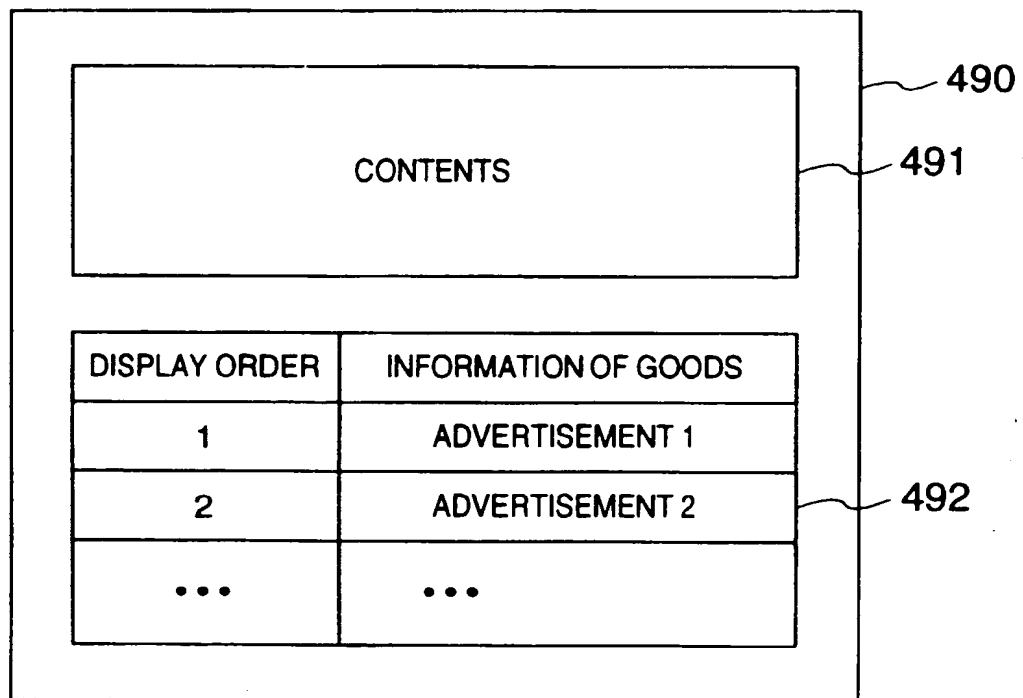 490
CONTENTS
491
DISPLAY ORDER INFORMATION OF GOODS
1 ADVERTISEMENT 1
2 ADVERTISEMENT 2
492
••• •••